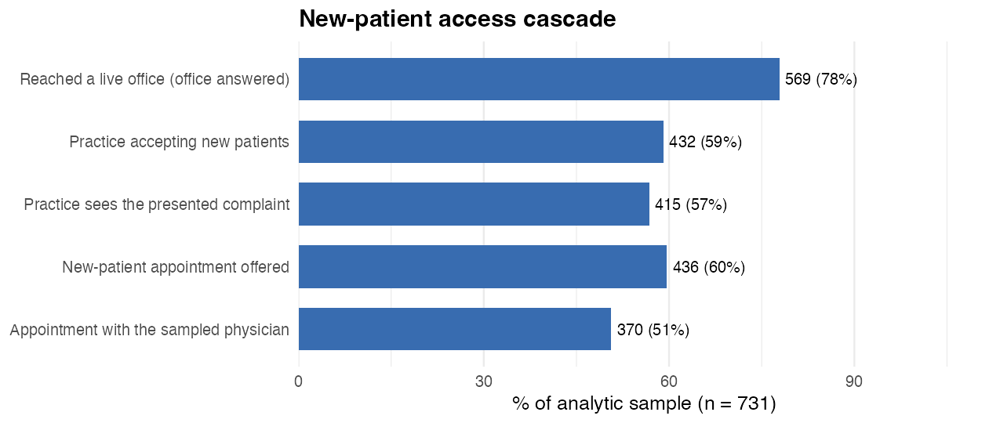 New-patient access cascade
Reached a live office (office answered) 569 (78%)
Practice accepting new patients 432 (59%)
Practice sees the presented complaint 415 (57%)
New-patient appointment offered 436 (60%)
Appointment with the sampled physician 370 (51%)
0 30 60 90
% of analytic sample (n = 731)